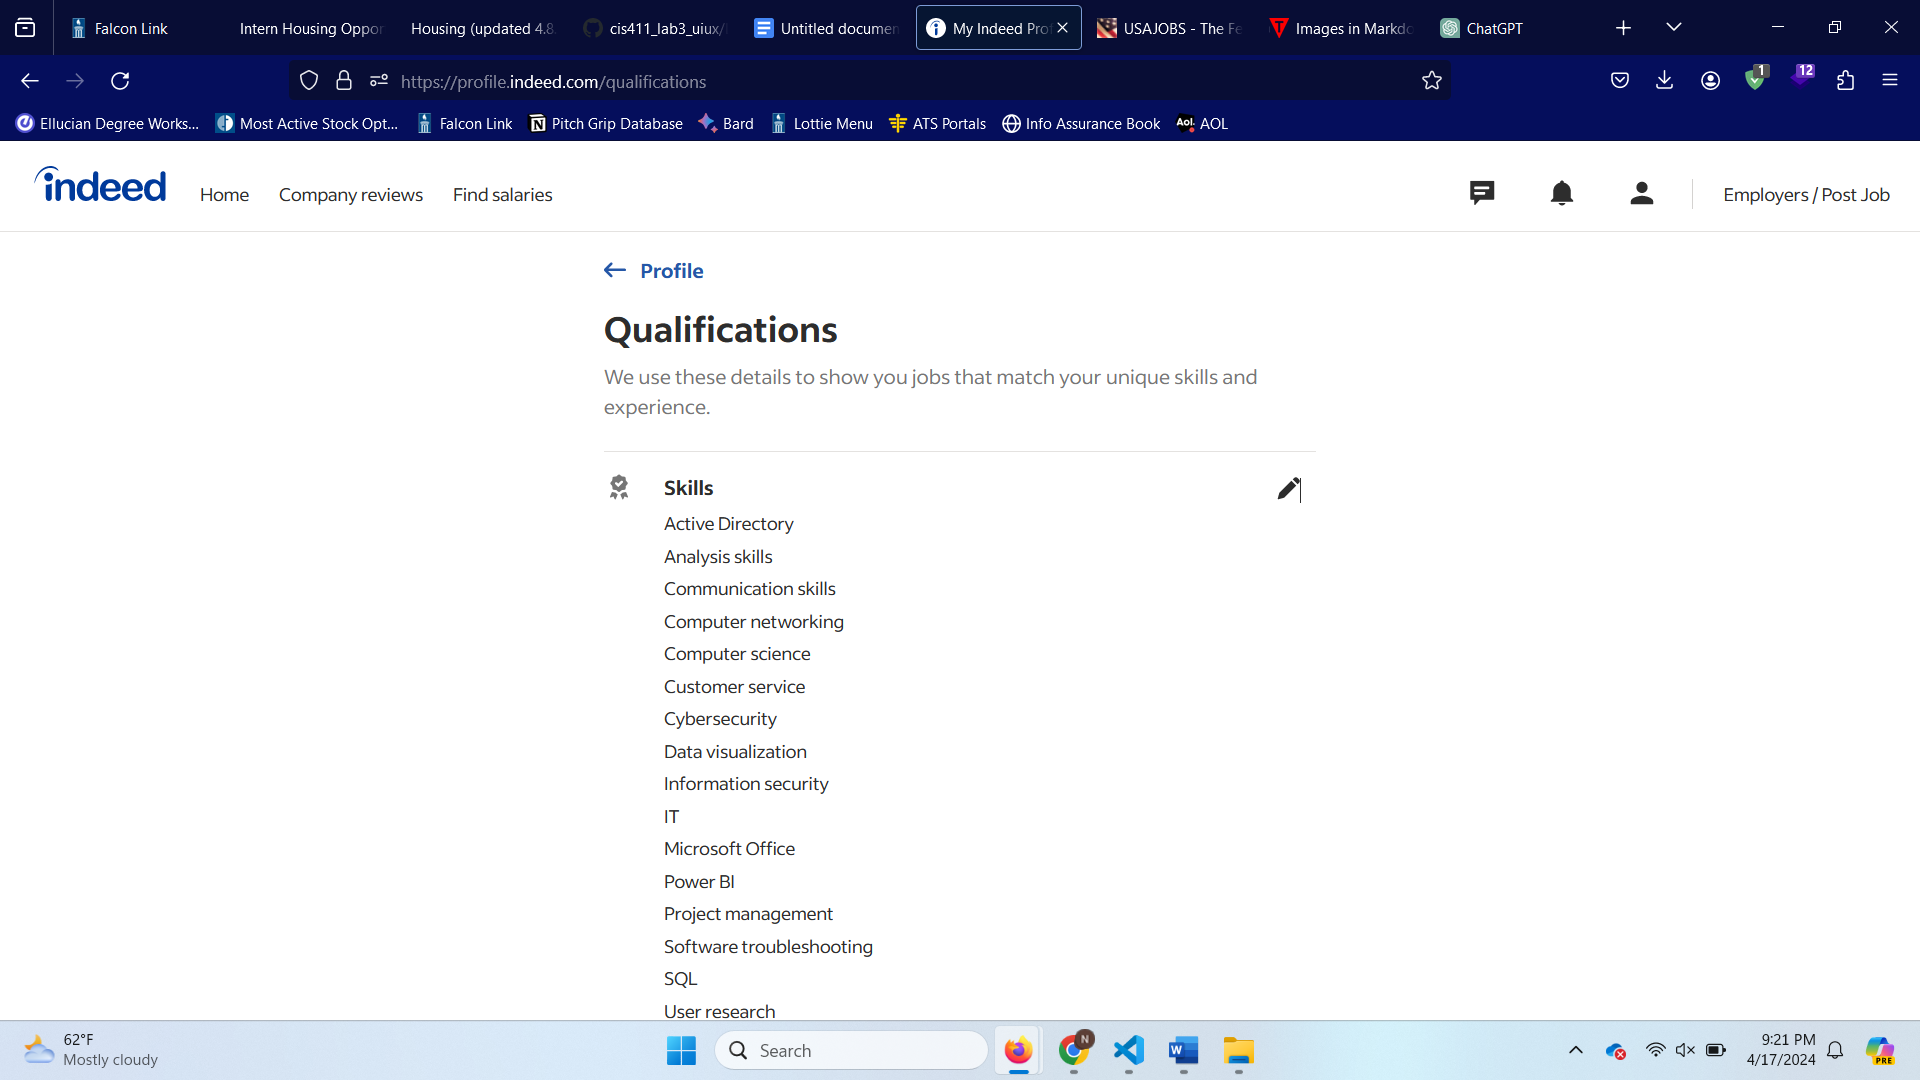 Falcon Link
Intern Housing Oppor
Housing (updated 4.8.
cis411_lab3_uiux/
Untitled documen
My Indeed Pro
USAJOBS - The Fe
Images in Markdo
ChatGPT
https://profile.indeed.com/qualifications
1
12
Ellucian Degree Works...
Most Active Stock Opt...
Falcon Link
Pitch Grip Database
Bard
Lottie Menu
ATS Portals
Info Assurance Book
Aol.
AOL
indeed
Home
Company reviews
Find salaries
Employers / Post Job
Profile
Qualifications
We use these details to show you jobs that match your unique skills and
experience.
Skills
Active Directory
Analysis skills
Communication skills
Computer networking
Computer science
Customer service
Cybersecurity
Data visualization
Information security
IT
Microsoft Office
Power BI
Project management
Software troubleshooting
SQL
User research
62°F
Mostly cloudy
Search
N
9:21 PM
4/17/2024
PRE